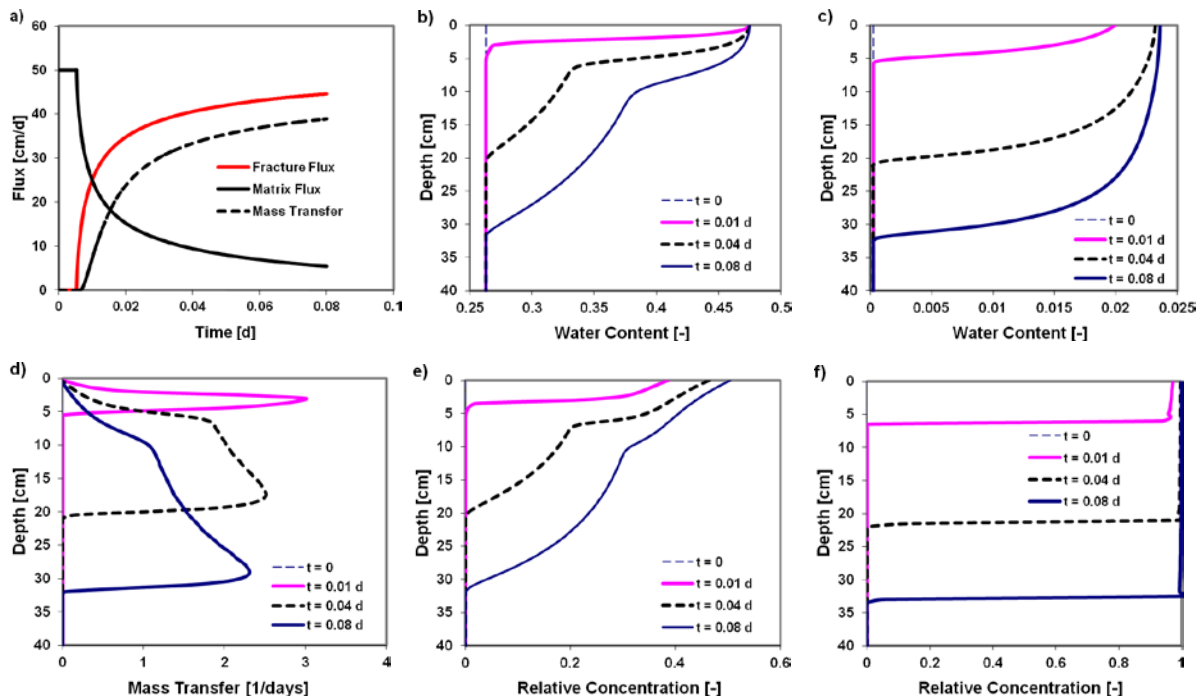 a)
60
50
40
30
20
10
0
Flux [cm/d]
Fracture Flux
Matrix Flux
Mass Transfer
0
0.02
0.04
0.06
0.08
0.1
Time [d]
b)
0
5
10
15
20
25
30
35
40
Depth [cm]
t = 0
t = 0.01 d
t = 0.04 d
t = 0.08 d
0.25
0.3
0.35
0.4
0.45
0.5
Water Content [-]
c)
0
5
10
15
20
25
30
35
40
Depth [cm]
t = 0
t = 0.01 d
t = 0.04 d
t = 0.08 d
0
0.005
0.01
0.015
0.02
0.025
Water Content [-]
d)
0
5
10
15
20
25
30
35
40
Depth [cm]
t = 0
t = 0.01 d
t = 0.04 d
t = 0.08 d
0
1
2
3
4
Mass Transfer [1/days]
e)
0
5
10
15
20
25
30
35
40
Depth [cm]
t = 0
t = 0.01 d
t = 0.04 d
t = 0.08 d
0
0.2
0.4
0.6
Relative Concentration [-]
f)
0
5
10
15
20
25
30
35
40
Depth [cm]
t = 0
t = 0.01 d
t = 0.04 d
t = 0.08 d
0
0.2
0.4
0.6
0.8
1
Relative Concentration [-]